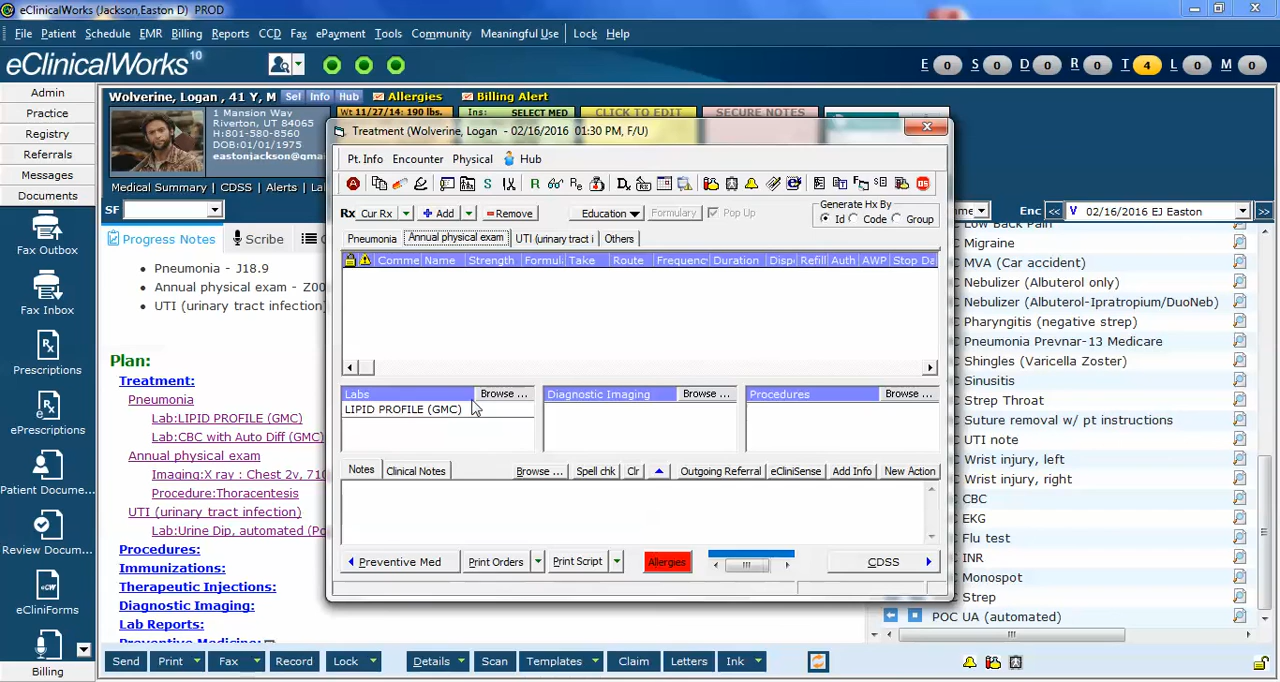 eClinicalWorks (Jackson,Easton D) PROD
File Patient Schedule EMR Billing Reports CCD Fax ePayment Tools Community Meaningful Use Lock Help
eClinicalWorks 10
E 0 S 0 D 0 R 0 T 4 L 0 M 0
Admin
Practice
Registry
Referrals
Messages
Documents
Fax Outbox
Fax Inbox
Prescriptions
ePrescriptions
Patient Docume...
Review Docum...
eCliniForms
Billing
Wolverine, Logan , 41 Y, M Sel Info Hub Allergies Billing Alert
1 Mansion Way
Riverton, UT 84065
H:801-580-8560
DOB:01/01/1975
eastonjackson@gma
Wt 11/27/14: 190 lbs. Ins: SELECT MED CLICK TO EDIT SECURE NOTES
Medical Summary CDSS Alerts
SF
Enc << V 02/16/2016 EJ Easton >>
Progress Notes Scribe
Pneumonia - J18.9
Annual physical exam - Z00
UTI (urinary tract infection)
Plan:
Treatment:
Pneumonia
Lab:LIPID PROFILE (GMC)
Lab:CBC with Auto Diff (GMC)
Annual physical exam
Imaging:X ray : Chest 2v, 710
Procedure:Thoracentesis
UTI (urinary tract infection)
Lab:Urine Dip, automated (Po
Procedures:
Immunizations:
Therapeutic Injections:
Diagnostic Imaging:
Lab Reports:
Preventive Medicine:
Treatment (Wolverine, Logan - 02/16/2016 01:30 PM, F/U)
Pt. Info Encounter Physical Hub
Rx Cur Rx Add Remove Education Formulary Pop Up
Generate Hx By
Id Code Group
Pneumonia Annual physical exam UTI (urinary tract i Others
Comme Name Strength Formul Take Route Frequency Duration Disp Refill Auth AWP Stop Da
Labs Browse ... Diagnostic Imaging Browse ... Procedures Browse ...
LIPID PROFILE (GMC)
Notes Clinical Notes Browse ... Spell chk Clr Outgoing Referral eCliniSense Add Info New Action
Preventive Med Print Orders Print Script Allergies CDSS
C Migraine
C MVA (Car accident)
C Nebulizer (Albuterol only)
C Nebulizer (Albuterol-Ipratropium/DuoNeb)
C Pharyngitis (negative strep)
C Pneumonia Prevnar-13 Medicare
C Shingles (Varicella Zoster)
C Sinusitis
C Strep Throat
C Suture removal w/ pt instructions
C UTI note
C Wrist injury, left
C Wrist injury, right
C CBC
C EKG
C Flu test
C INR
C Monospot
C Strep
POC UA (automated)
Send Print Fax Record Lock Details Scan Templates Claim Letters Ink